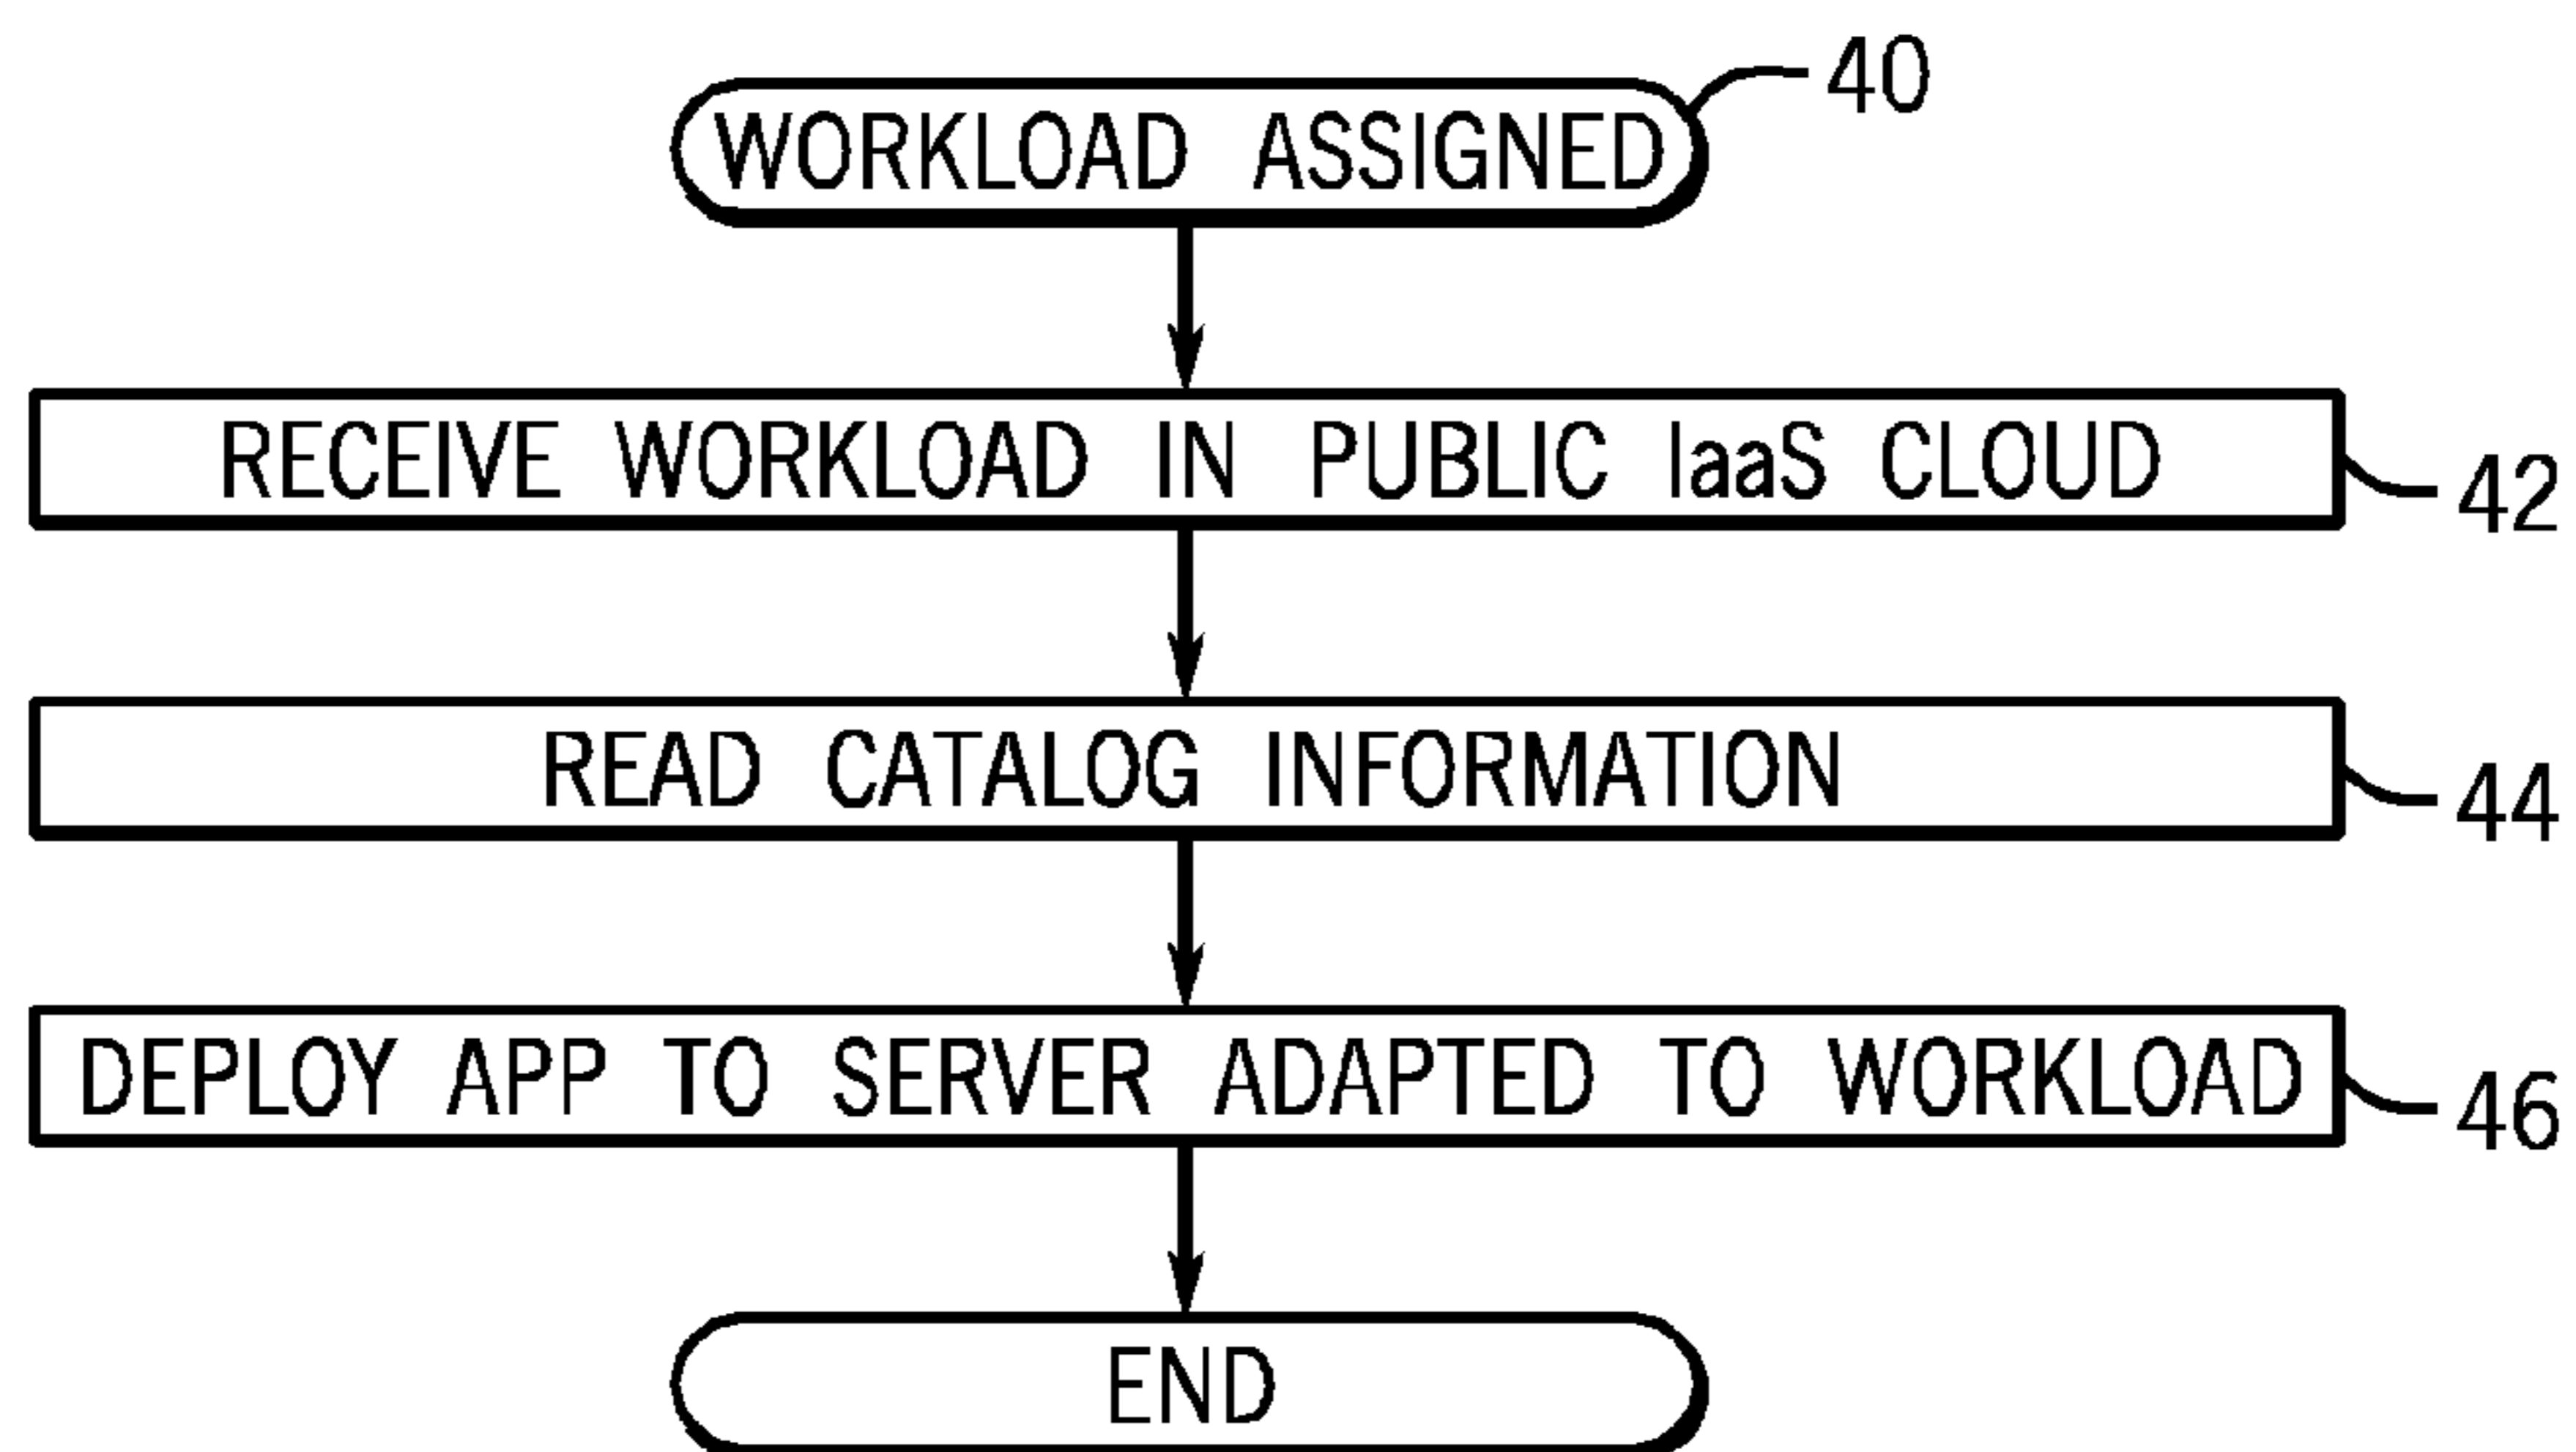 WORKLOAD ASSIGNED 40
RECEIVE WORKLOAD IN PUBLIC IaaS CLOUD 42
READ CATALOG INFORMATION 44
DEPLOY APP TO SERVER ADAPTED TO WORKLOAD 46
END